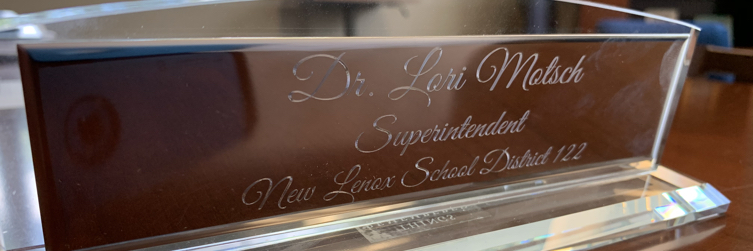 Dr. Lori Motsch
Superintendent
New Lenox School District 122